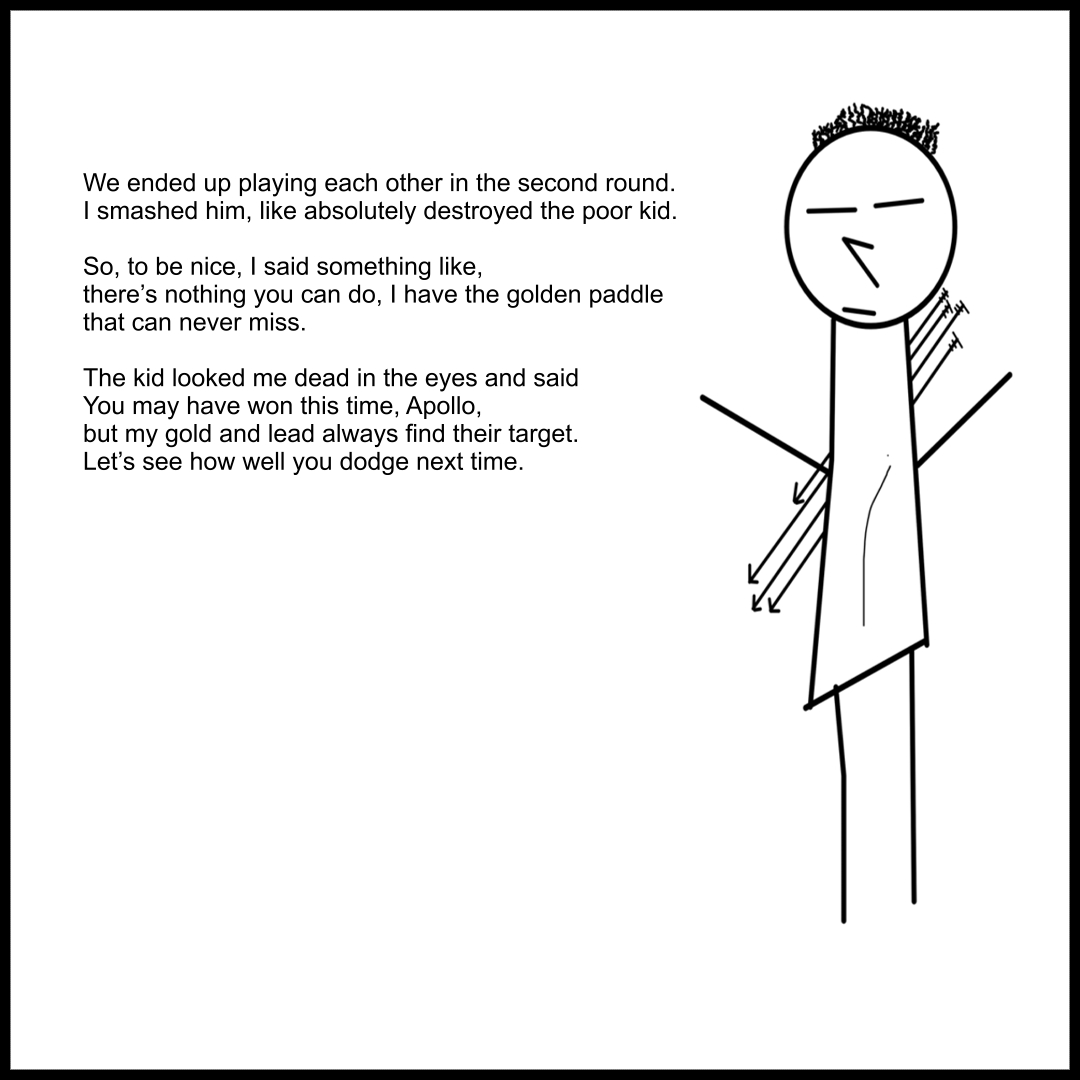 We ended up playing each other in the second round.
I smashed him, like absolutely destroyed the poor kid.
So, to be nice, I said something like,
there’s nothing you can do, I have the golden paddle
that can never miss.
The kid looked me dead in the eyes and said
You may have won this time, Apollo,
but my gold and lead always find their target.
Let’s see how well you dodge next time.